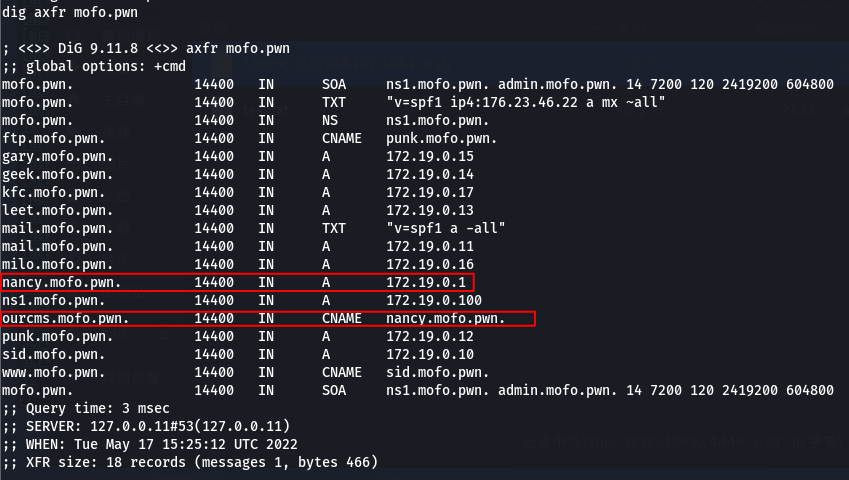 dig axfr mofo.pwn
; <<>> DiG 9.11.8 <<>> axfr mofo.pwn
;; global options: +cmd
mofo.pwn. 14400 IN SOA ns1.mofo.pwn. admin.mofo.pwn. 14 7200 120 2419200 604800
mofo.pwn. 14400 IN TXT "v=spf1 ip4:176.23.46.22 a mx ~all"
mofo.pwn. 14400 IN NS ns1.mofo.pwn.
ftp.mofo.pwn. 14400 IN CNAME punk.mofo.pwn.
gary.mofo.pwn. 14400 IN A 172.19.0.15
geek.mofo.pwn. 14400 IN A 172.19.0.14
kfc.mofo.pwn. 14400 IN A 172.19.0.17
leet.mofo.pwn. 14400 IN A 172.19.0.13
mail.mofo.pwn. 14400 IN TXT "v=spf1 a -all"
mail.mofo.pwn. 14400 IN A 172.19.0.11
milo.mofo.pwn. 14400 IN A 172.19.0.16
nancy.mofo.pwn. 14400 IN A 172.19.0.1
ns1.mofo.pwn. 14400 IN A 172.19.0.100
ourcms.mofo.pwn. 14400 IN CNAME nancy.mofo.pwn.
punk.mofo.pwn. 14400 IN A 172.19.0.12
sid.mofo.pwn. 14400 IN A 172.19.0.10
www.mofo.pwn. 14400 IN CNAME sid.mofo.pwn.
mofo.pwn. 14400 IN SOA ns1.mofo.pwn. admin.mofo.pwn. 14 7200 120 2419200 604800
;; Query time: 3 msec
;; SERVER: 127.0.0.11#53(127.0.0.11)
;; WHEN: Tue May 17 15:25:12 UTC 2022
;; XFR size: 18 records (messages 1, bytes 466)